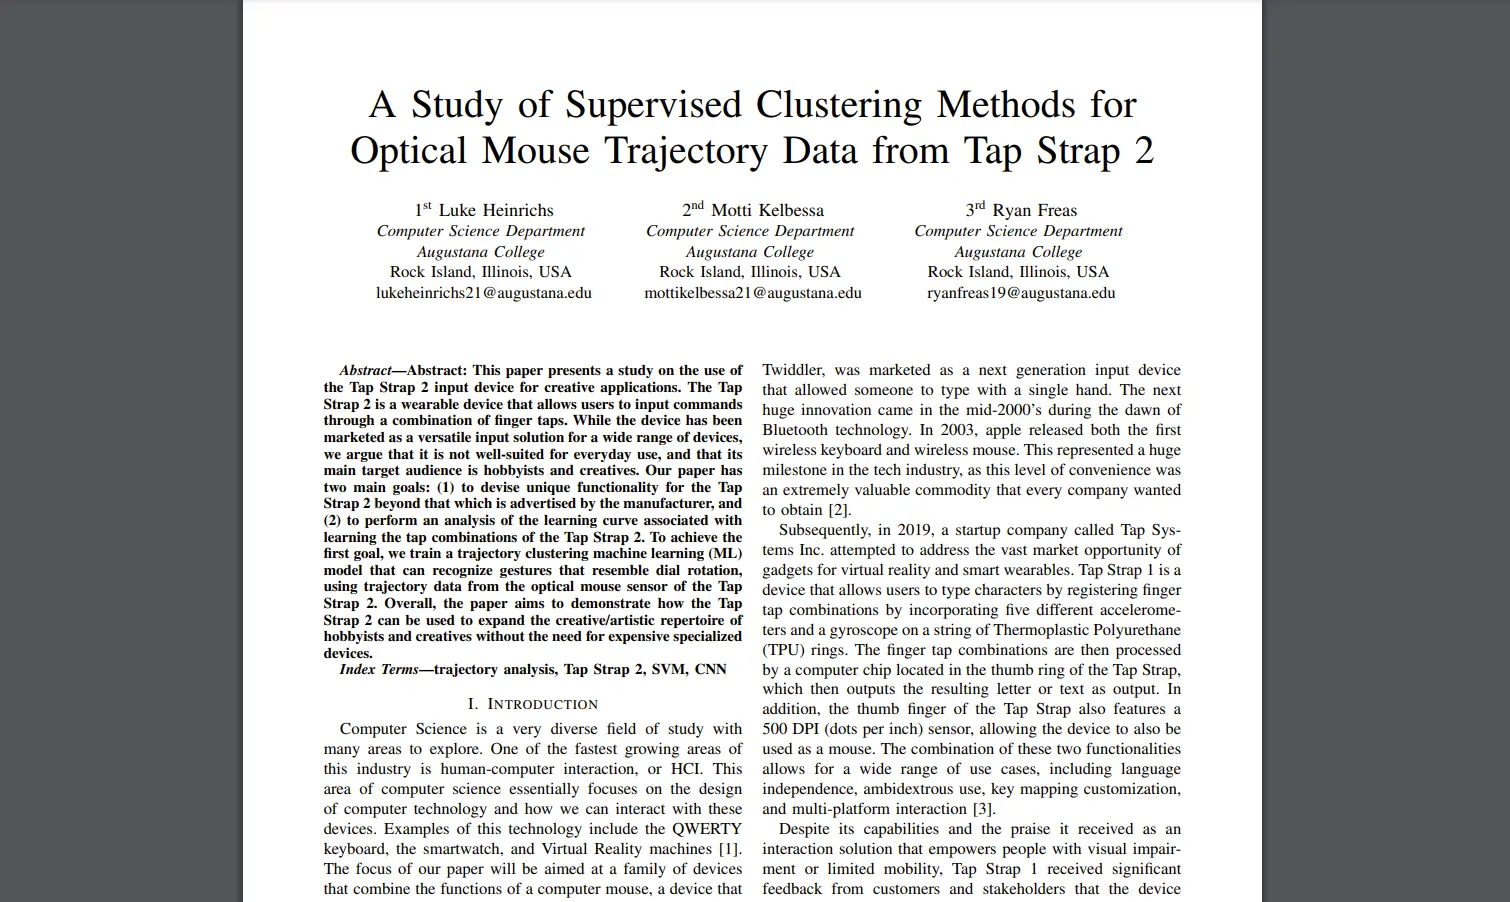 A Study of Supervised Clustering Methods for
Optical Mouse Trajectory Data from Tap Strap 2
1st Luke Heinrichs
Computer Science Department
Augustana College
Rock Island, Illinois, USA
lukeheinrichs21@augustana.edu
2nd Motti Kelbessa
Computer Science Department
Augustana College
Rock Island, Illinois, USA
mottikelbessa21@augustana.edu
3rd Ryan Freas
Computer Science Department
Augustana College
Rock Island, Illinois, USA
ryanfreas19@augustana.edu
Abstract—Abstract: This paper presents a study on the use of
the Tap Strap 2 input device for creative applications. The Tap
Strap 2 is a wearable device that allows users to input commands
through a combination of finger taps. While the device has been
marketed as a versatile input solution for a wide range of devices,
we argue that it is not well-suited for everyday use, and that its
main target audience is hobbyists and creatives. Our paper has
two main goals: (1) to devise unique functionality for the Tap
Strap 2 beyond that which is advertised by the manufacturer, and
(2) to perform an analysis of the learning curve associated with
learning the tap combinations of the Tap Strap 2. To achieve the
first goal, we train a trajectory clustering machine learning (ML)
model that can recognize gestures that resemble dial rotation,
using trajectory data from the optical mouse sensor of the Tap
Strap 2. Overall, the paper aims to demonstrate how the Tap
Strap 2 can be used to expand the creative/artistic repertoire of
hobbyists and creatives without the need for expensive specialized
devices.
Index Terms—trajectory analysis, Tap Strap 2, SVM, CNN
I. INTRODUCTION
Computer Science is a very diverse field of study with
many areas to explore. One of the fastest growing areas of
this industry is human-computer interaction, or HCI. This
area of computer science essentially focuses on the design
of computer technology and how we can interact with these
devices. Examples of this technology include the QWERTY
keyboard, the smartwatch, and Virtual Reality machines [1].
The focus of our paper will be aimed at a family of devices
that combine the functions of a computer mouse, a device that
Twiddler, was marketed as a next generation input device
that allowed someone to type with a single hand. The next
huge innovation came in the mid-2000's during the dawn of
Bluetooth technology. In 2003, apple released both the first
wireless keyboard and wireless mouse. This represented a huge
milestone in the tech industry, as this level of convenience was
an extremely valuable commodity that every company wanted
to obtain [2].
Subsequently, in 2019, a startup company called Tap Sys-
tems Inc. attempted to address the vast market opportunity of
gadgets for virtual reality and smart wearables. Tap Strap 1 is a
device that allows users to type characters by registering finger
tap combinations by incorporating five different accelerome-
ters and a gyroscope on a string of Thermoplastic Polyurethane
(TPU) rings. The finger tap combinations are then processed
by a computer chip located in the thumb ring of the Tap Strap,
which then outputs the resulting letter or text as output. In
addition, the thumb finger of the Tap Strap also features a
500 DPI (dots per inch) sensor, allowing the device to also be
used as a mouse. The combination of these two functionalities
allows for a wide range of use cases, including language
independence, ambidextrous use, key mapping customization,
and multi-platform interaction [3].
Despite its capabilities and the praise it received as an
interaction solution that empowers people with visual impair-
ment or limited mobility, Tap Strap 1 received significant
feedback from customers and stakeholders that the device